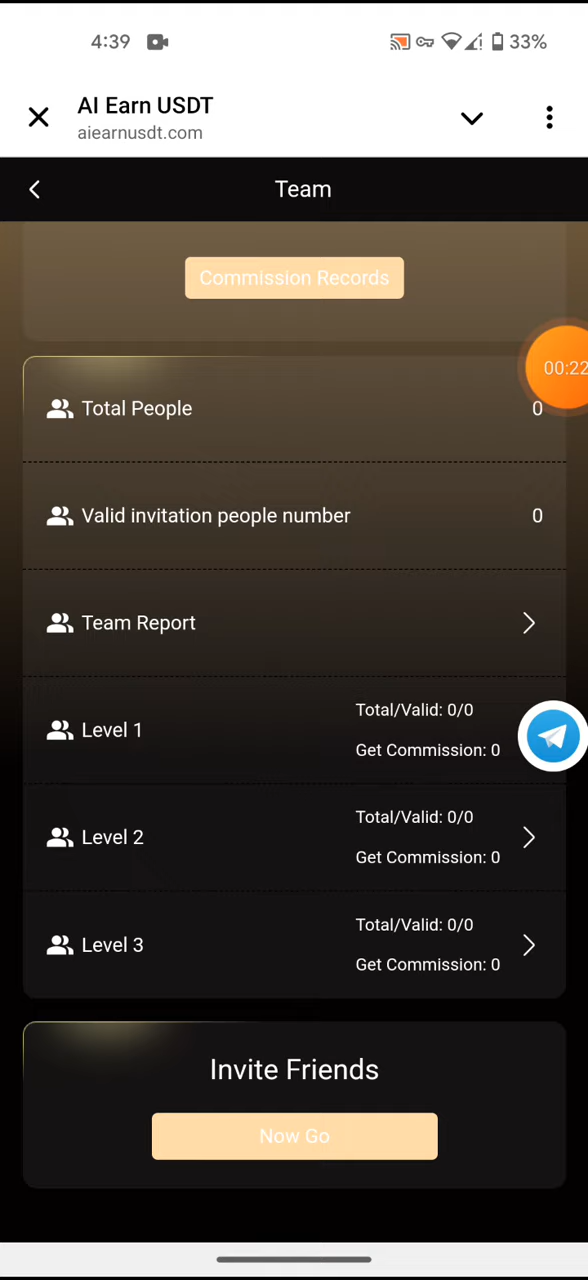 4:39
33%
AI Earn USDT
aiearnusdt.com
Team
Commission Records
00:22
Total People
0
Valid invitation people number
0
Team Report
Level 1
Total/Valid: 0/0
Get Commission: 0
Level 2
Total/Valid: 0/0
Get Commission: 0
Level 3
Total/Valid: 0/0
Get Commission: 0
Invite Friends
Now Go